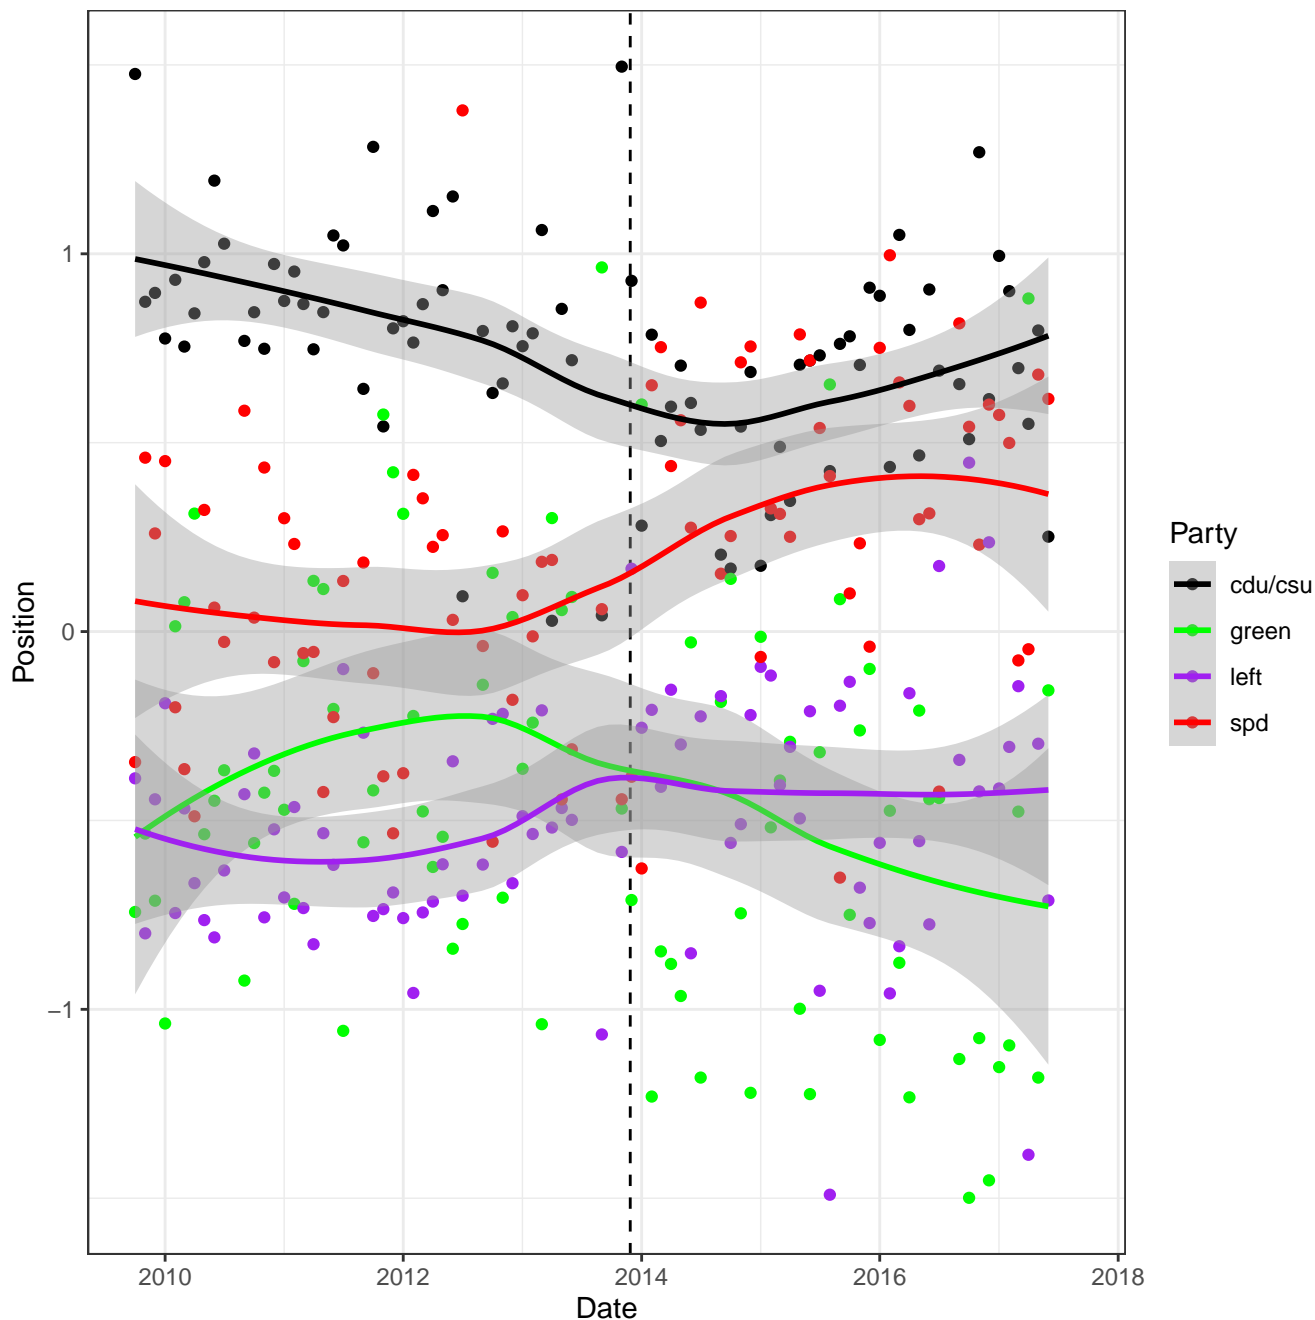 1
0
−1
Position
2010
2012
2014
2016
2018
Date
Party
cdu/csu
green
left
spd